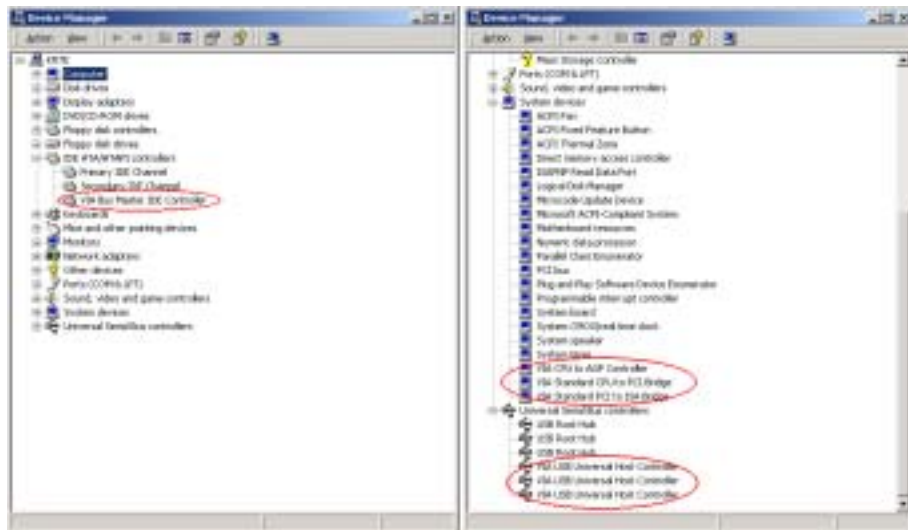 Device Manager
Action View
Computer
Disk drives
Display adapters
DVD/CD-ROM drives
Floppy disk controllers
Floppy disk drives
IDE ATA/ATAPI controllers
Primary IDE Channel
Secondary IDE Channel
VIA Bus Master IDE Controller
Keyboards
Mice and other pointing devices
Monitors
Network adapters
Other devices
Ports (COM & LPT)
Sound, video and game controllers
System devices
Universal Serial Bus controllers
Device Manager
Action View
Mass Storage Controller
Ports (COM & LPT)
Sound, video and game controllers
System devices
ACPI Fan
ACPI Fixed Feature Button
ACPI Thermal Zone
Direct memory access controller
ISAPNP Read Data Port
Logical Disk Manager
Microcode Update Device
Microsoft ACPI-Compliant System
Motherboard resources
Numeric data processor
Parallel Class Enumerator
PCI bus
Plug and Play Software Device Enumerator
Programmable interrupt controller
System board
System CMOS/real time clock
System speaker
System timer
VIA CPU to AGP Controller
VIA Standard CPU to PCI Bridge
VIA Standard PCI to ISA Bridge
Universal Serial Bus controllers
USB Root Hub
USB Root Hub
USB Root Hub
VIA USB Universal Host Controller
VIA USB Universal Host Controller
VIA USB Universal Host Controller